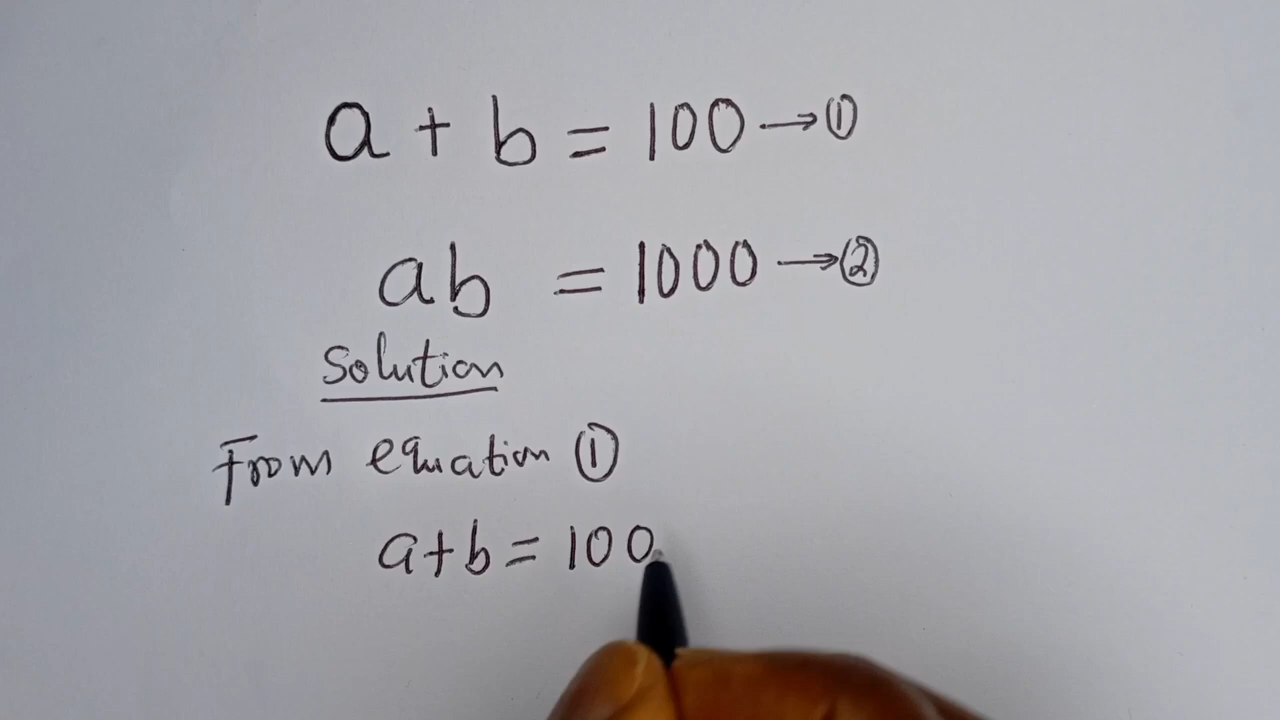 a + b = 100 → ①
ab = 1000 → ②
Solution
From equation ①
a+b = 100